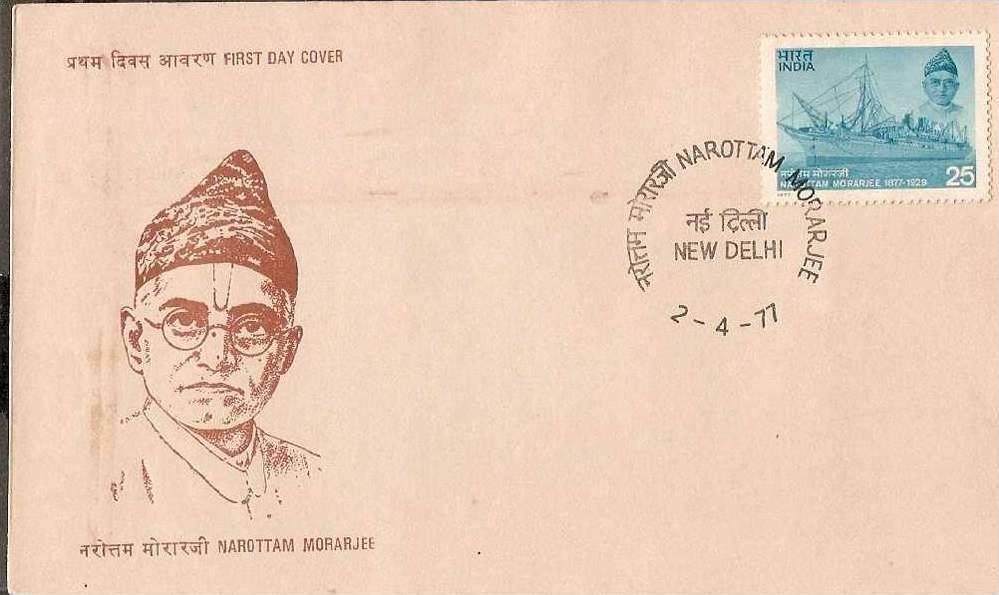 प्रथम दिवस आवरण FIRST DAY COVER
भारत
INDIA
नरोत्तम मोरारजी
NAROTTAM MORARJEE 1877-1929
25
नरोत्तम मोरारजी NAROTTAM MORARJEE
नई दिल्ली
NEW DELHI
2-4-77
नरोत्तम मोरारजी NAROTTAM MORARJEE